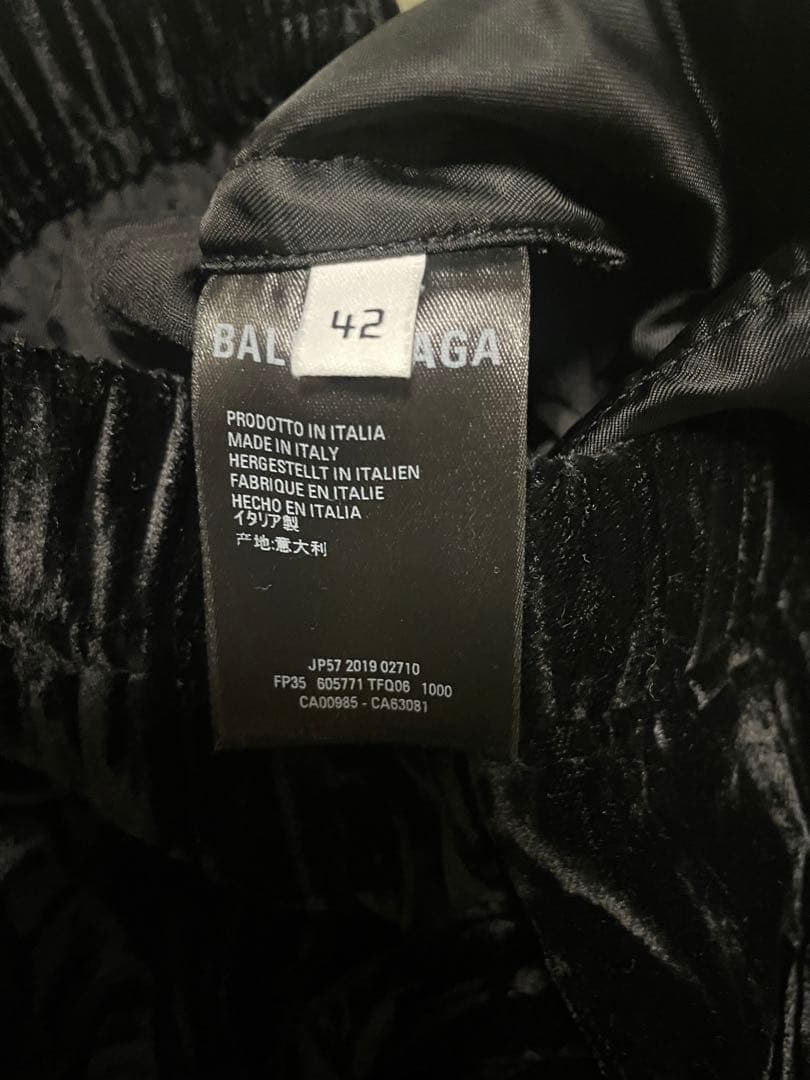 42
BAL AGA
PRODOTTO IN ITALIA
MADE IN ITALY
HERGESTELLT IN ITALIEN
FABRIQUE EN ITALIE
HECHO EN ITALIA
イタリア製
产地:意大利
JP57 2019 02710
FP35 605771 TFQ06 1000
CA00985 - CA63081